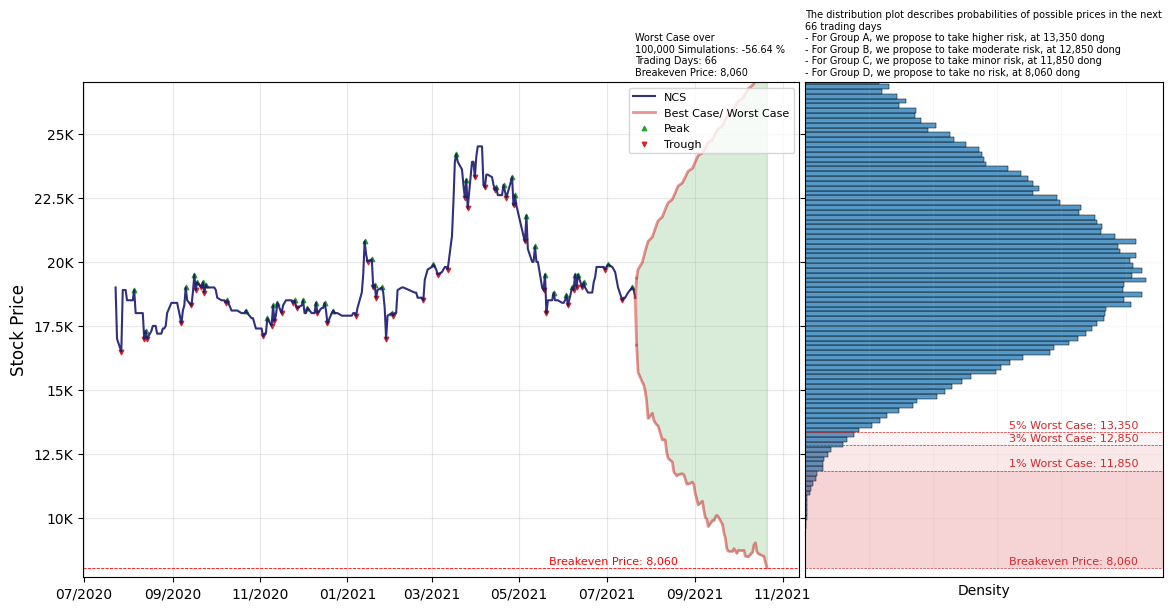 The distribution plot describes probabilities of possible prices in the next
66 trading days
- For Group A, we propose to take higher risk, at 13,350 dong
- For Group B, we propose to take moderate risk, at 12,850 dong
- For Group C, we propose to take minor risk, at 11,850 dong
- For Group D, we propose to take no risk, at 8,060 dong
Worst Case over
100,000 Simulations: -56.64 %
Trading Days: 66
Breakeven Price: 8,060
NCS
Best Case/ Worst Case
Peak
Trough
Stock Price
25K
22.5K
20K
17.5K
15K
12.5K
10K
Breakeven Price: 8,060
07/2020
09/2020
11/2020
01/2021
03/2021
05/2021
07/2021
09/2021
11/2021
5% Worst Case: 13,350
3% Worst Case: 12,850
1% Worst Case: 11,850
Breakeven Price: 8,060
Density